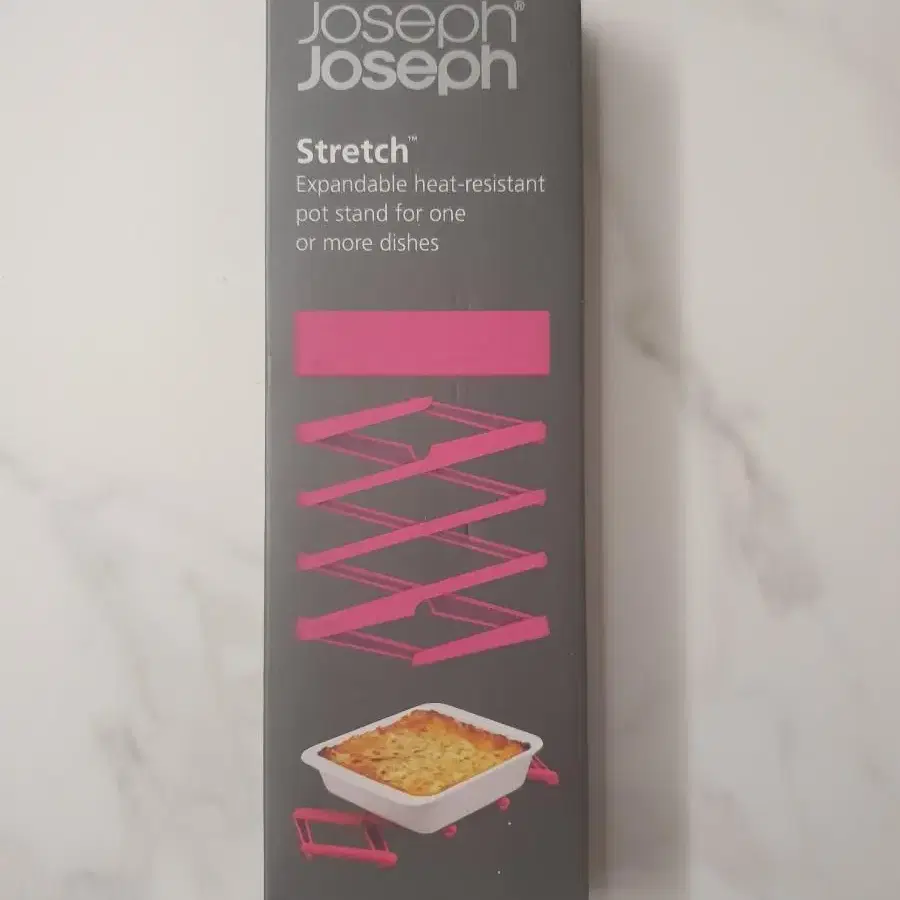 Joseph®
Joseph
Stretch™
Expandable heat-resistant
pot stand for one
or more dishes